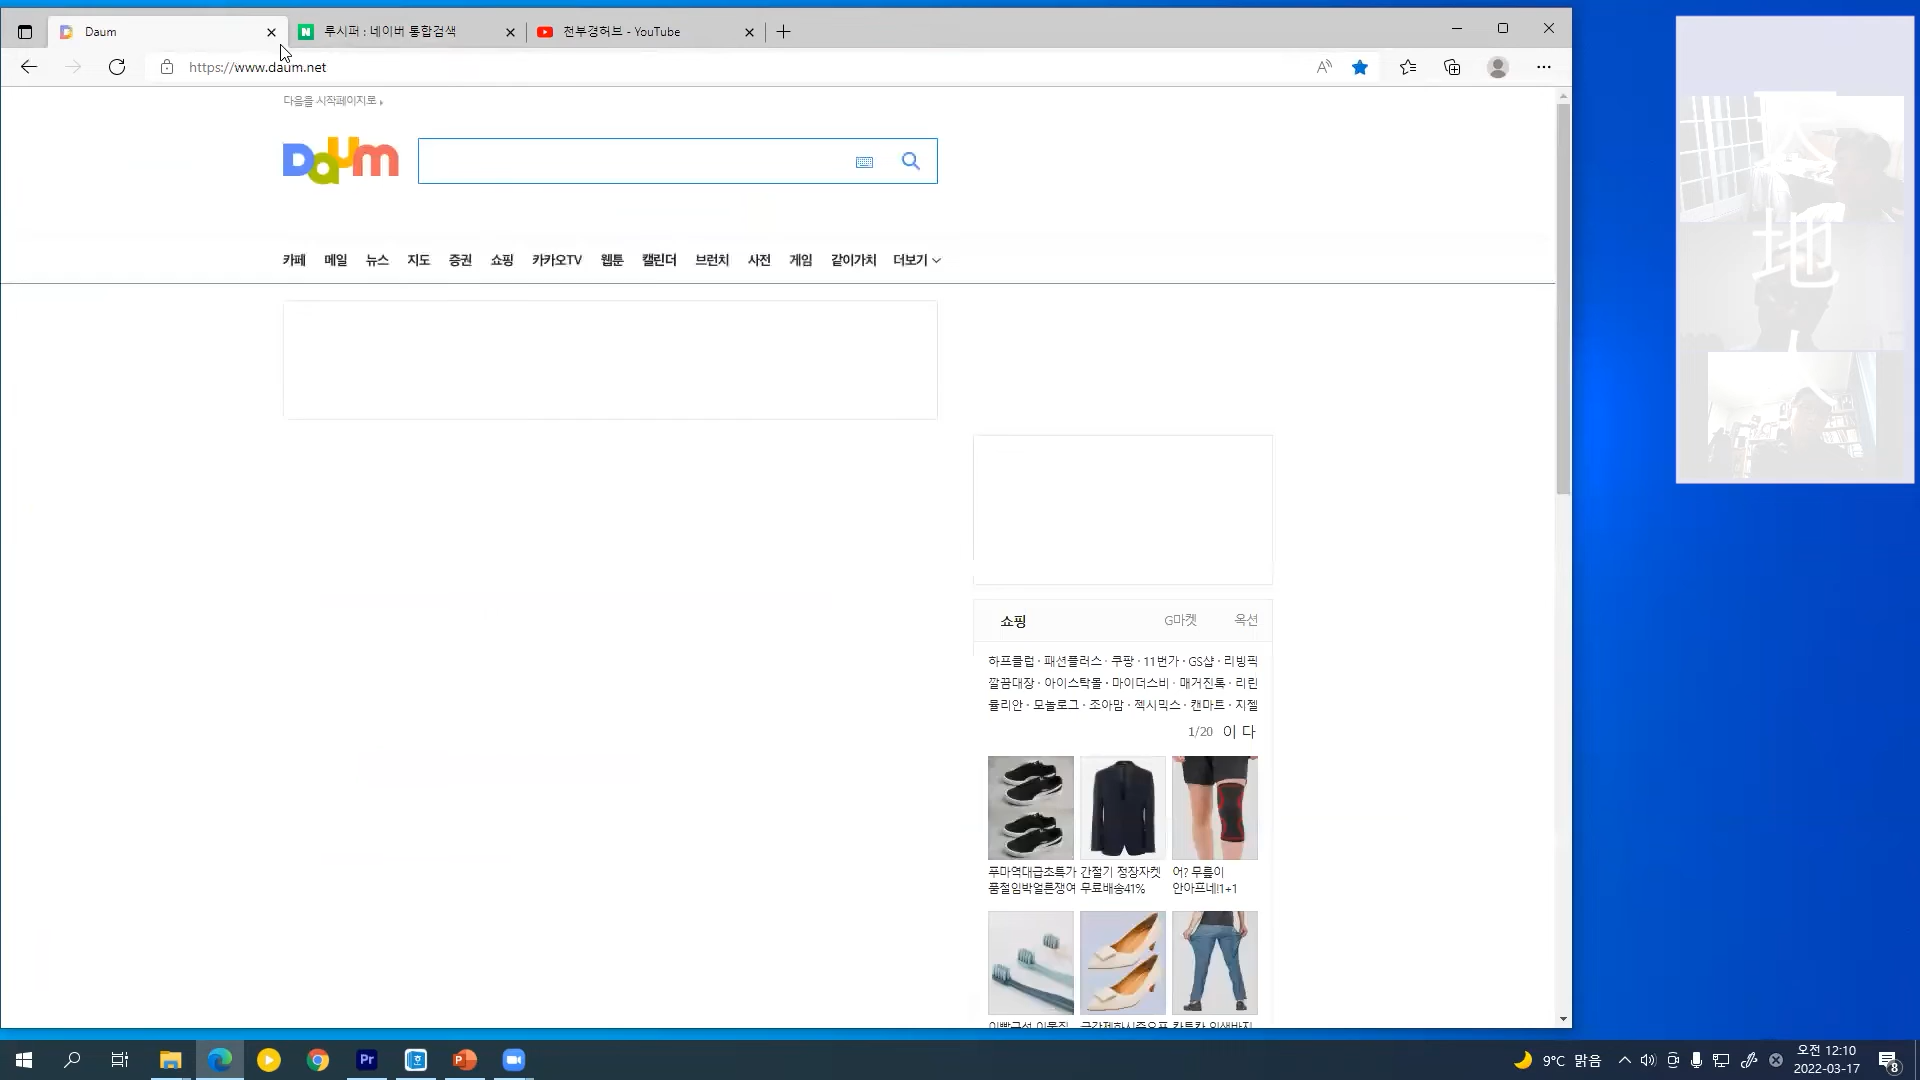 Daum
루시퍼 : 네이버 통합검색
천부경허브 - YouTube
https://www.daum.net
다음을 시작페이지로
Daum
카페 메일 뉴스 지도 증권 쇼핑 카카오TV 웹툰 캘린더 브런치 사전 게임 같이가치 더보기
쇼핑 G마켓 옥션
하프클럽 · 패션플러스 · 쿠팡 · 11번가 · GS샵 · 리빙픽
깔끔대장 · 아이스탁몰 · 마이더스비 · 매거진룩 · 리린
플리안 · 모놀로그 · 조아맘 · 젝시믹스 · 캔마트 · 지젤
1/20 이 다
푸마역대급초특가
품절임박얼른쟁여
간절기 정장자켓
무료배송41%
어? 무릎이
안아프네!1+1
天
地
Pr
9°C 맑음
오전 12:10
2022-03-17
8